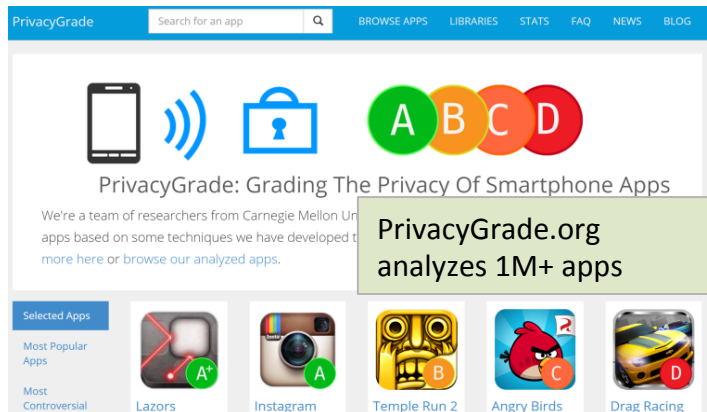 PrivacyGrade Search for an app BROWSE APPS LIBRARIES STATS FAQ NEWS BLOG
A B C D
PrivacyGrade: Grading The Privacy Of Smartphone Apps
We're a team of researchers from Carnegie Mellon Un
apps based on some techniques we have developed t
more here or browse our analyzed apps.
PrivacyGrade.org
analyzes 1M+ apps
Selected Apps
Most Popular
Apps
Most
Controversial
A+ A B C D
Lazors Instagram Temple Run 2 Angry Birds Drag Racing